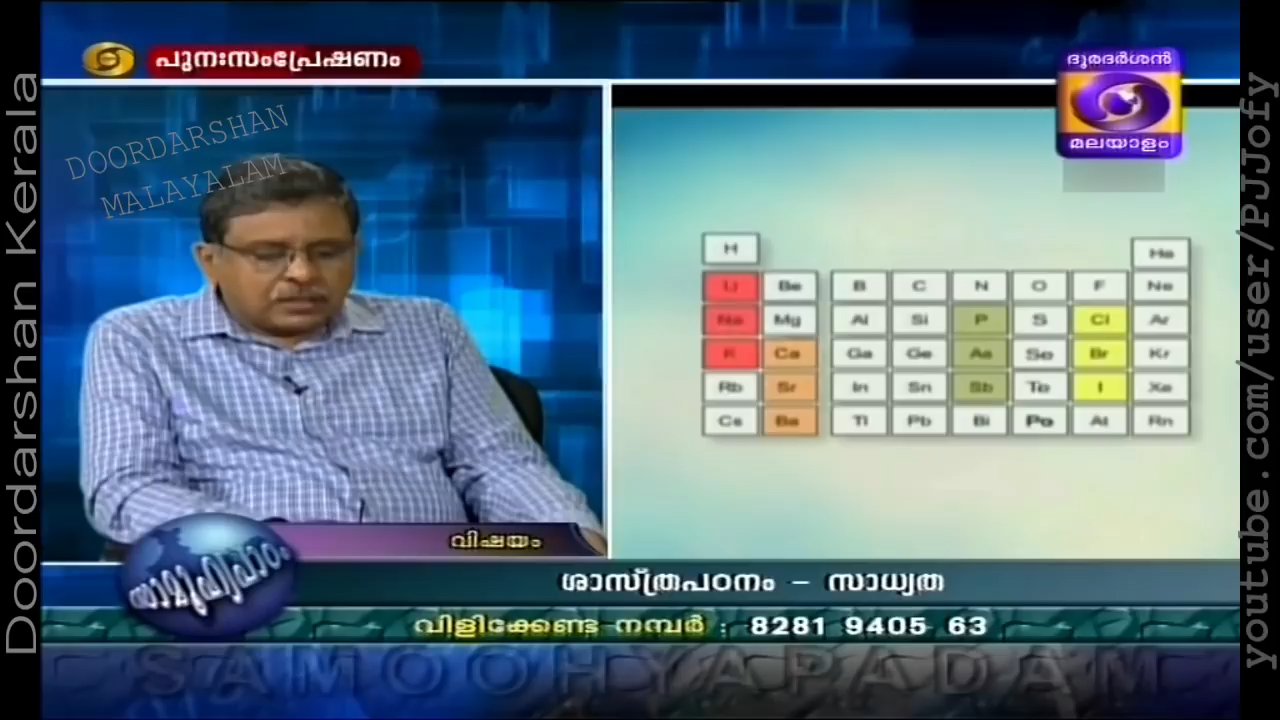 പുനഃസംപ്രേഷണം
ദൂരദർശൻ
മലയാളം
DOORDARSHAN
MALAYALAM
Doordarshan Kerala
youtube.com/user/PJJofy
H He
Li Be B C N O F Ne
Na Mg Al Si P S Cl Ar
K Ca Ga Ge As Se Br Kr
Rb Sr In Sn Sb Te I Xe
Cs Ba Tl Pb Bi Po At Rn
വിഷയം
സാമൂഹ്യപാഠം
ശാസ്ത്രപഠനം – സാധ്യത
വിളിക്കേണ്ട നമ്പർ : 8281 9405 63
SAMOOHYAPADAM